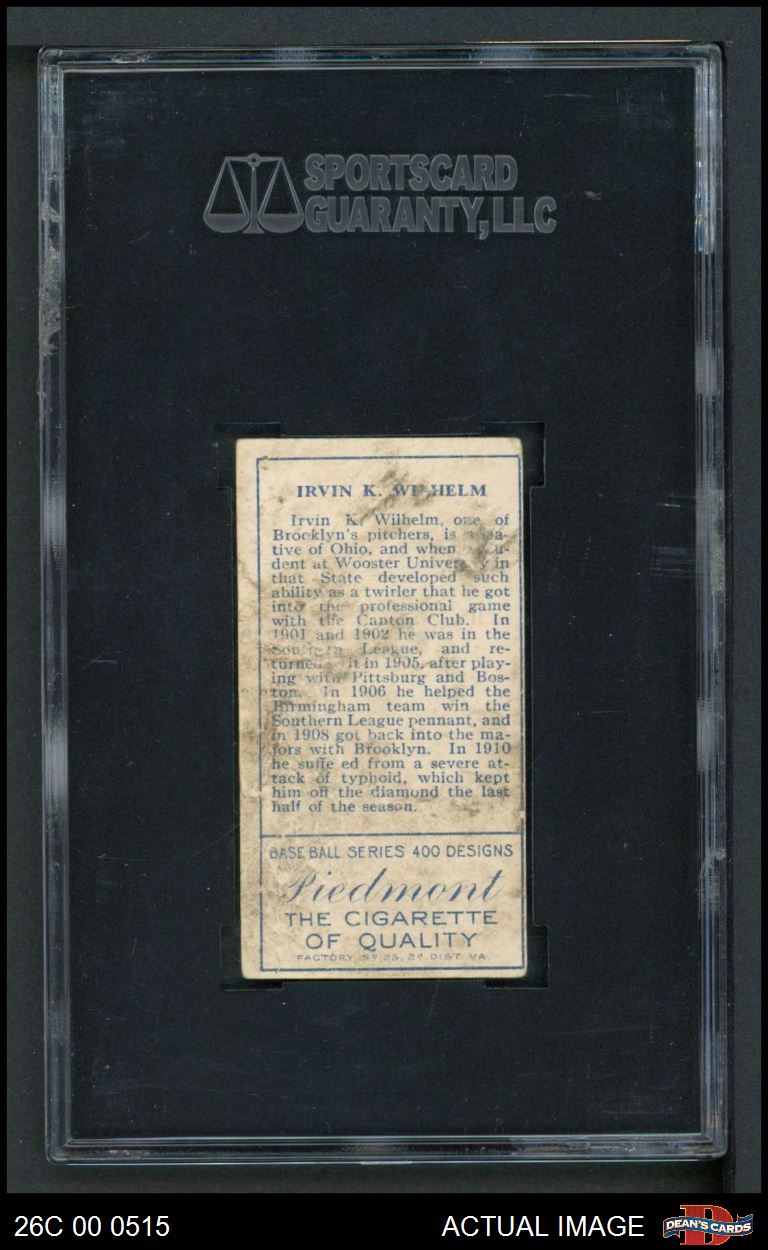 SPORTSCARD
GUARANTY, LLC
IRVIN K. WILHELM
Irvin K. Wilhelm, one of
Brooklyn's pitchers, is a na-
tive of Ohio, and when
dent at Wooster University in
that State developed such
ability as a twirler that he got
into the professional game
with the Canton Club. In
1901 and 1902 he was in the
Southern League, and re-
turned it in 1905, after play-
ing with Pittsburg and Bos-
ton. In 1906 he helped the
Birmingham team win the
Southern League pennant, and
in 1908 got back into the ma-
jors with Brooklyn. In 1910
he suffe ed from a severe at-
tack of typhoid, which kept
him off the diamond the last
half of the season.
BASE BALL SERIES 400 DESIGNS
Piedmont
THE CIGARETTE
OF QUALITY
FACTORY Nº 25, 2d DIST. VA.
26C 00 0515
ACTUAL IMAGE
DEAN'S CARDS